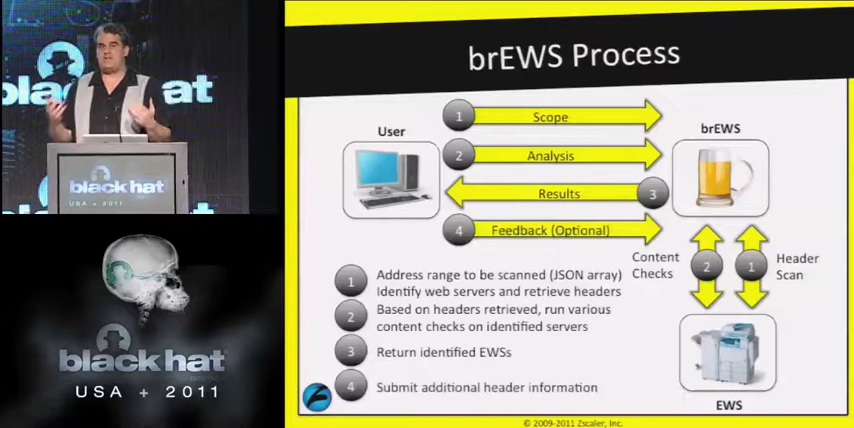 black hat
black hat
USA + 2011
black hat
USA + 2011
brEWS Process
User
brEWS
1 Scope
2 Analysis
Results 3
4 Feedback (Optional)
Content
Checks
2
1
Header
Scan
EWS
1 Address range to be scanned (JSON array)
Identify web servers and retrieve headers
2 Based on headers retrieved, run various
content checks on identified servers
3 Return identified EWSs
4 Submit additional header information
© 2009-2011 Zscaler, Inc.